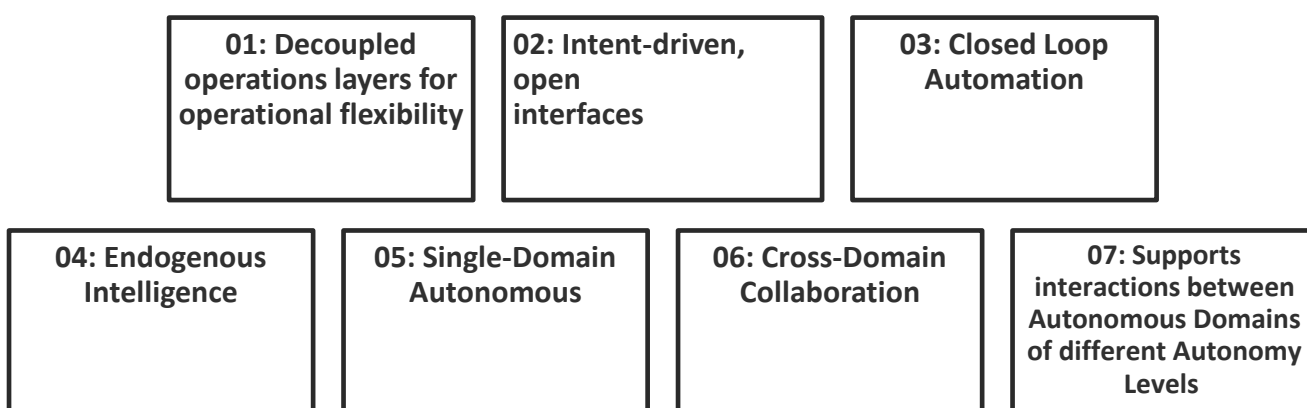 01: Decoupled
operations layers for
operational flexibility
02: Intent-driven,
open
interfaces
03: Closed Loop
Automation
04: Endogenous
Intelligence
05: Single-Domain
Autonomous
06: Cross-Domain
Collaboration
07: Supports
interactions between
Autonomous Domains
of different Autonomy
Levels